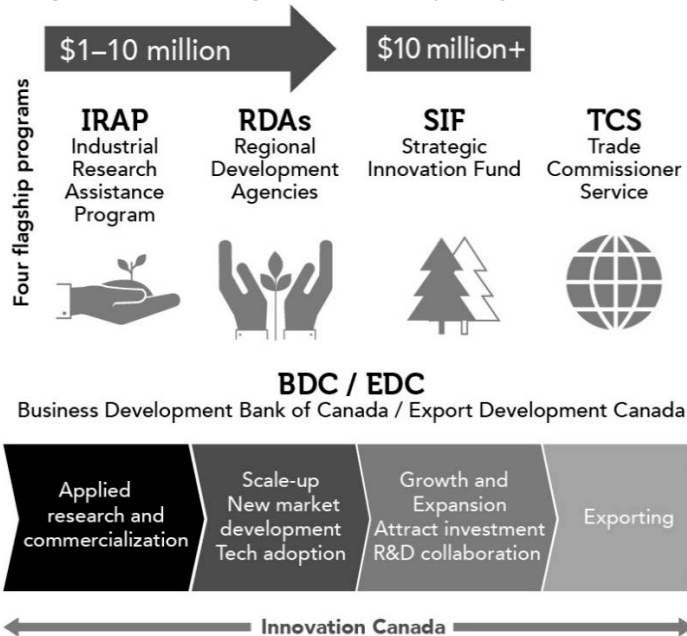 $1–10 million
$10 million+
Four flagship programs
IRAP
Industrial
Research
Assistance
Program
RDAs
Regional
Development
Agencies
SIF
Strategic
Innovation Fund
TCS
Trade
Commissioner
Service
BDC / EDC
Business Development Bank of Canada / Export Development Canada
Applied
research and
commercialization
Scale-up
New market
development
Tech adoption
Growth and
Expansion
Attract investment
R&D collaboration
Exporting
Innovation Canada